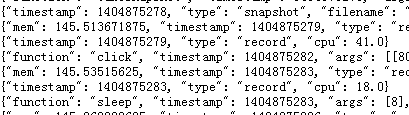 {"timestamp": 1404875278, "type": "snapshot", "filename": "
{"mem": 145.513671875, "timestamp": 1404875279, "type": "re
{"timestamp": 1404875279, "type": "record", "cpu": 41.0}
{"function": "click", "timestamp": 1404875282, "args": [[80
{"mem": 145.53515625, "timestamp": 1404875283, "type": "rec
{"timestamp": 1404875283, "type": "record", "cpu": 18.0}
{"function": "sleep", "timestamp": 1404875283, "args": [8],